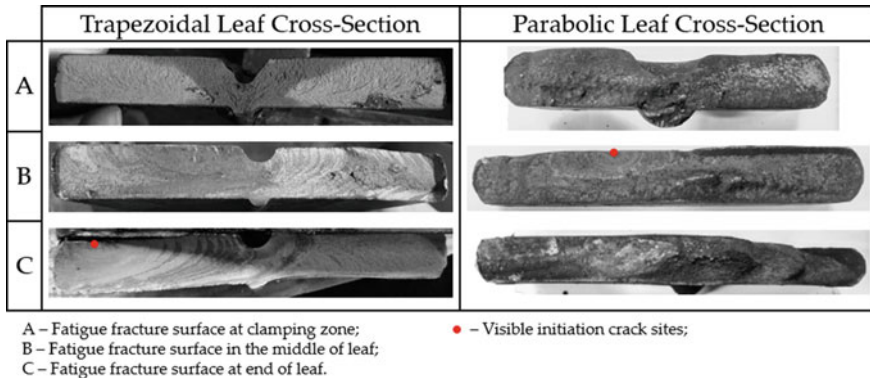 Trapezoidal Leaf Cross-Section Parabolic Leaf Cross-Section
A
B
C
A – Fatigue fracture surface at clamping zone;
B – Fatigue fracture surface in the middle of leaf;
C – Fatigue fracture surface at end of leaf.
– Visible initiation crack sites;